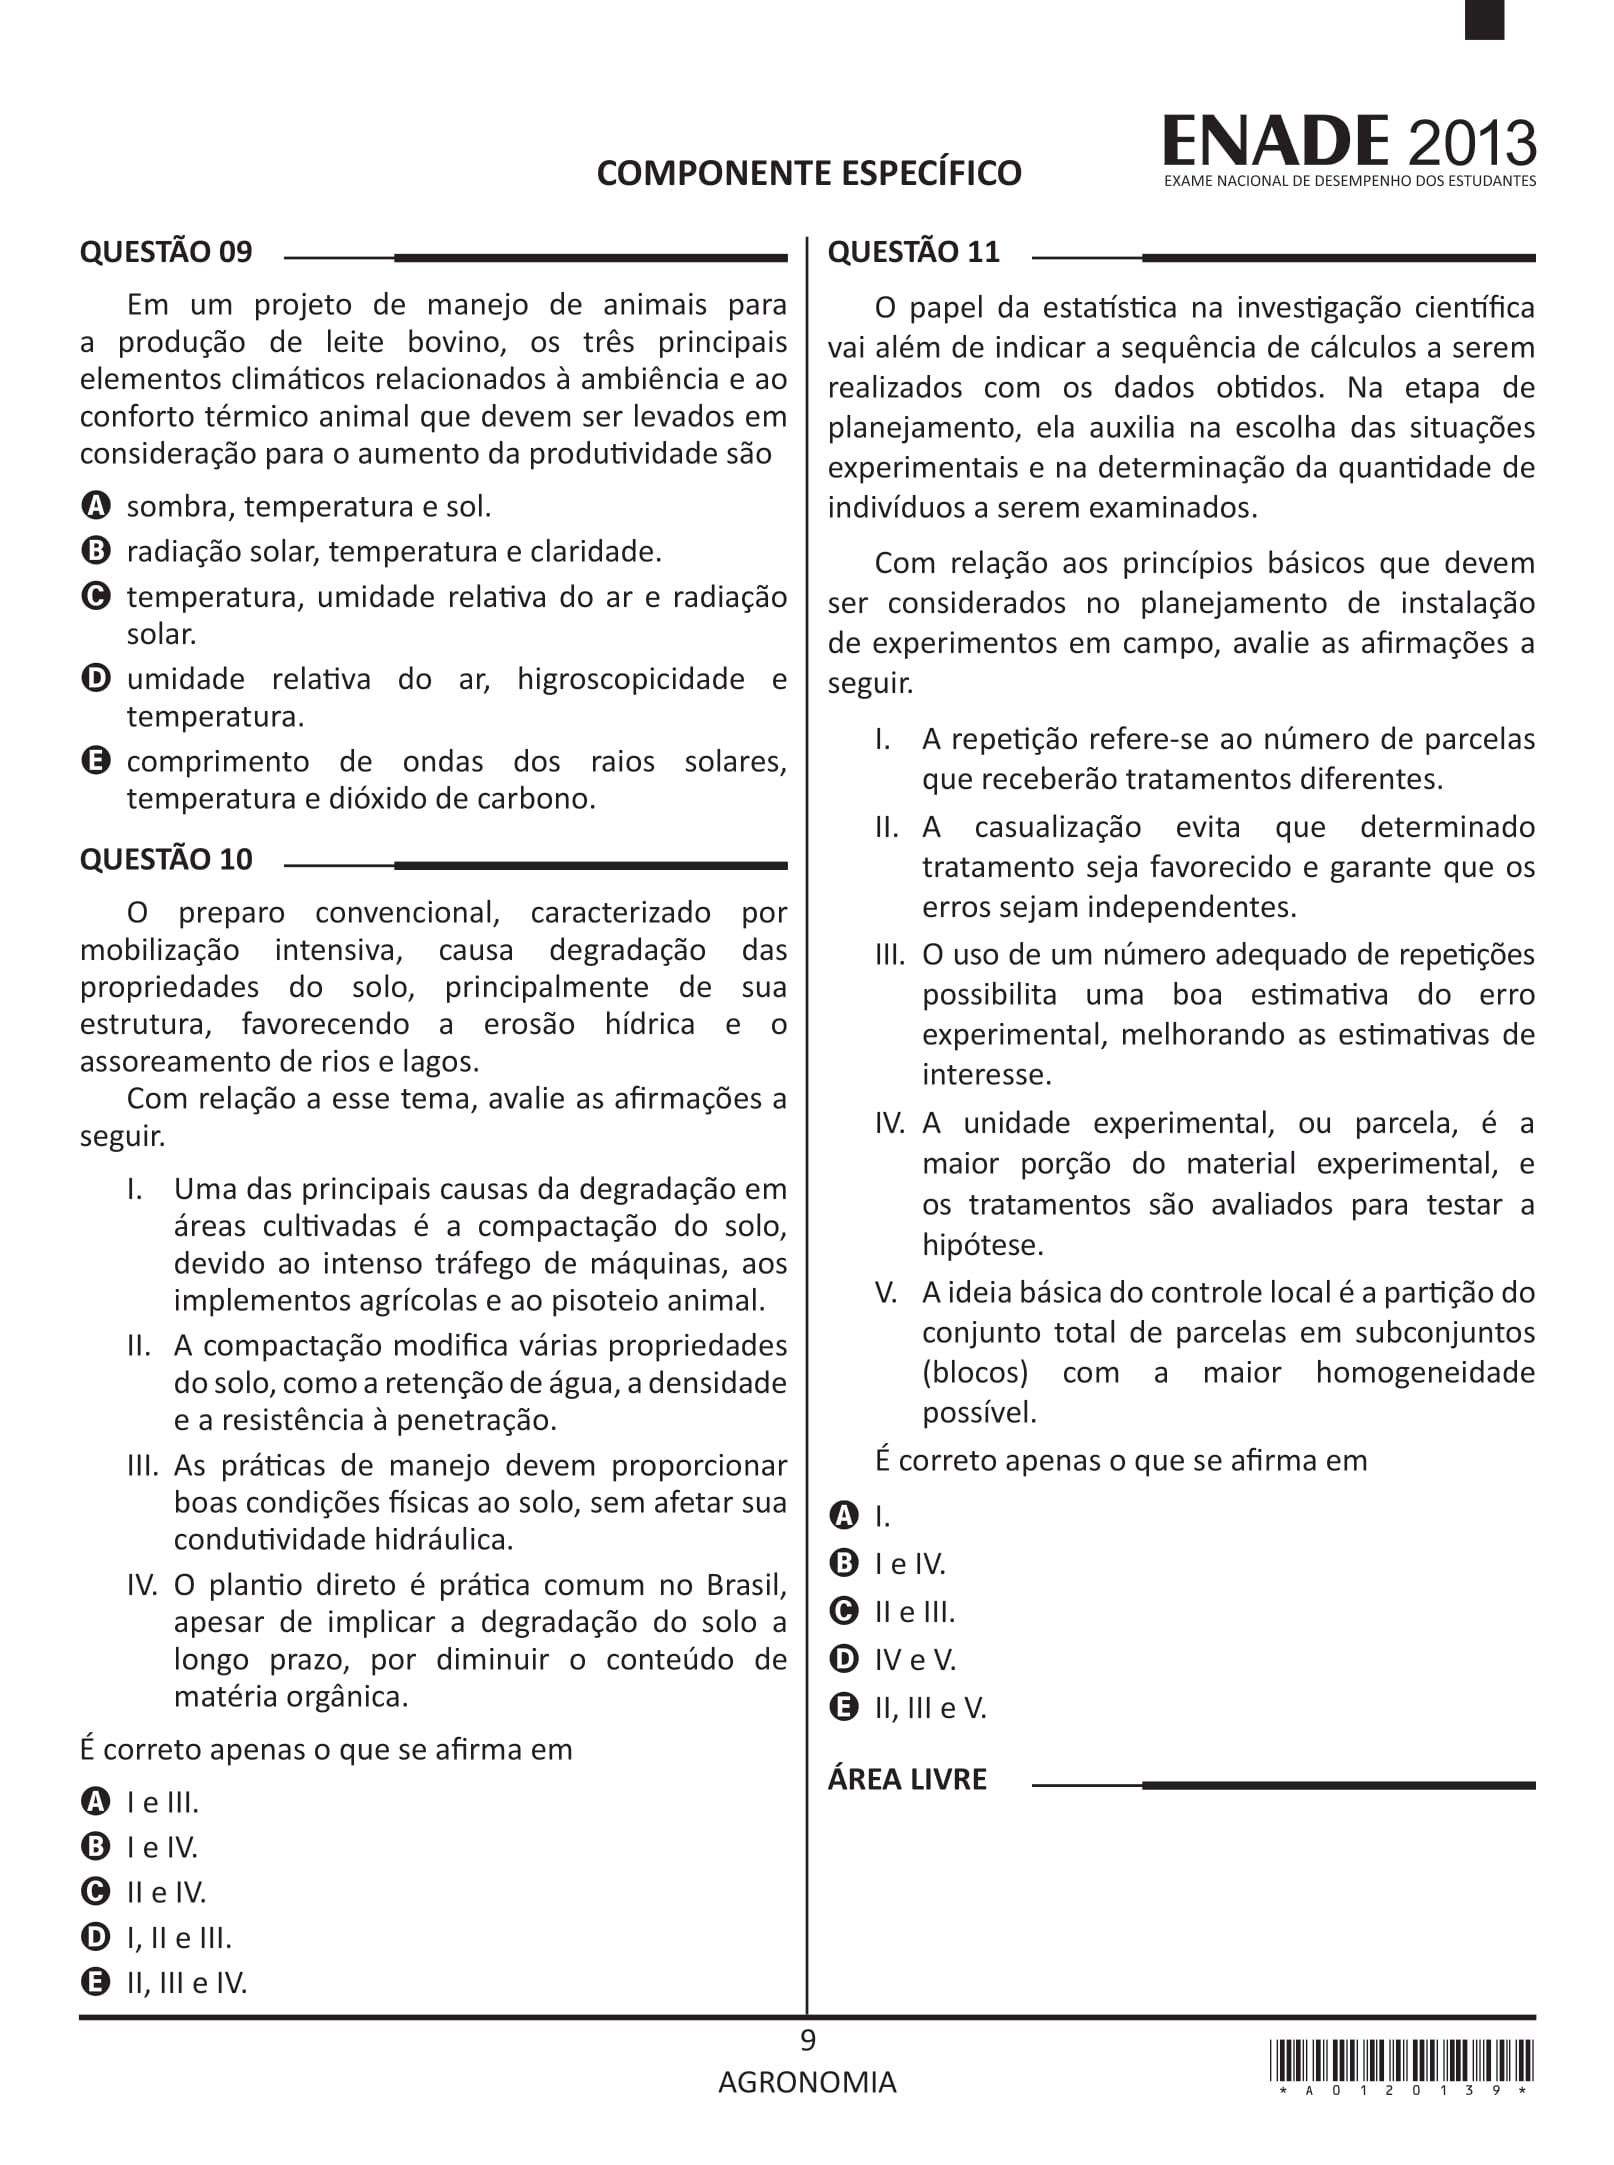 ENADE 2013
EXAME NACIONAL DE DESEMPENHO DOS ESTUDANTES
COMPONENTE ESPECÍFICO
QUESTÃO 09
Em um projeto de manejo de animais para
a produção de leite bovino, os três principais
elementos climáticos relacionados à ambiência e ao
conforto térmico animal que devem ser levados em
consideração para o aumento da produtividade são
A sombra, temperatura e sol.
B radiação solar, temperatura e claridade.
C temperatura, umidade relativa do ar e radiação
solar.
D umidade relativa do ar, higroscopicidade e
temperatura.
E comprimento de ondas dos raios solares,
temperatura e dióxido de carbono.
QUESTÃO 10
O preparo convencional, caracterizado por
mobilização intensiva, causa degradação das
propriedades do solo, principalmente de sua
estrutura, favorecendo a erosão hídrica e o
assoreamento de rios e lagos.
Com relação a esse tema, avalie as afirmações a
seguir.
I. Uma das principais causas da degradação em
áreas cultivadas é a compactação do solo,
devido ao intenso tráfego de máquinas, aos
implementos agrícolas e ao pisoteio animal.
II. A compactação modifica várias propriedades
do solo, como a retenção de água, a densidade
e a resistência à penetração.
III. As práticas de manejo devem proporcionar
boas condições físicas ao solo, sem afetar sua
condutividade hidráulica.
IV. O plantio direto é prática comum no Brasil,
apesar de implicar a degradação do solo a
longo prazo, por diminuir o conteúdo de
matéria orgânica.
É correto apenas o que se afirma em
A I e III.
B I e IV.
C II e IV.
D I, II e III.
E II, III e IV.
QUESTÃO 11
O papel da estatística na investigação científica
vai além de indicar a sequência de cálculos a serem
realizados com os dados obtidos. Na etapa de
planejamento, ela auxilia na escolha das situações
experimentais e na determinação da quantidade de
indivíduos a serem examinados.
Com relação aos princípios básicos que devem
ser considerados no planejamento de instalação
de experimentos em campo, avalie as afirmações a
seguir.
I. A repetição refere-se ao número de parcelas
que receberão tratamentos diferentes.
II. A casualização evita que determinado
tratamento seja favorecido e garante que os
erros sejam independentes.
III. O uso de um número adequado de repetições
possibilita uma boa estimativa do erro
experimental, melhorando as estimativas de
interesse.
IV. A unidade experimental, ou parcela, é a
maior porção do material experimental, e
os tratamentos são avaliados para testar a
hipótese.
V. A ideia básica do controle local é a partição do
conjunto total de parcelas em subconjuntos
(blocos) com a maior homogeneidade
possível.
É correto apenas o que se afirma em
A I.
B I e IV.
C II e III.
D IV e V.
E II, III e V.
ÁREA LIVRE
9
AGRONOMIA
*A0120139*